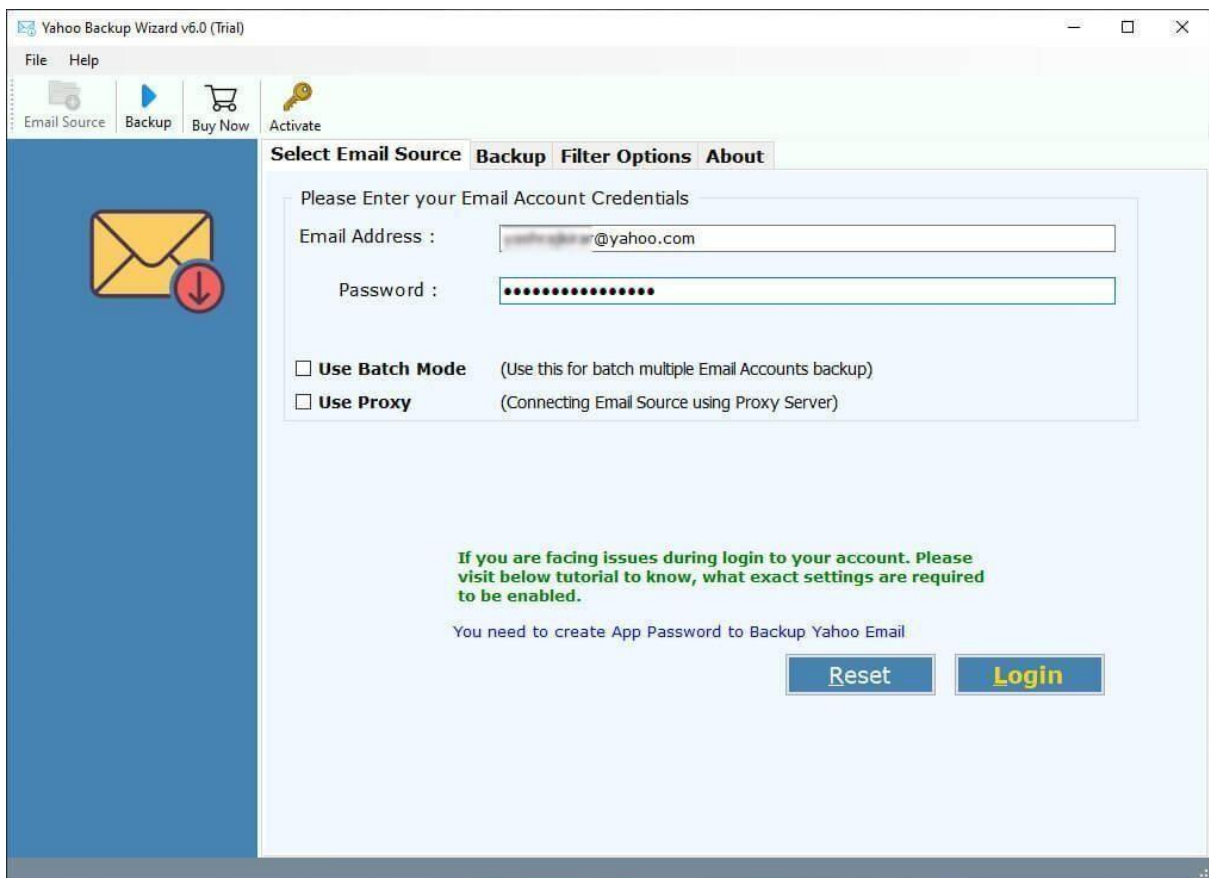 Yahoo Backup Wizard v6.0 (Trial)
File Help
Email Source Backup Buy Now Activate
Select Email Source Backup Filter Options About
Please Enter your Email Account Credentials
Email Address : @yahoo.com
Password : ••••••••••••••••
Use Batch Mode (Use this for batch multiple Email Accounts backup)
Use Proxy (Connecting Email Source using Proxy Server)
If you are facing issues during login to your account. Please
visit below tutorial to know, what exact settings are required
to be enabled.
You need to create App Password to Backup Yahoo Email
Reset Login